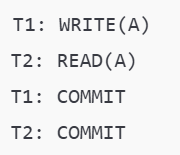 T1: WRITE(A)
T2: READ(A)
T1: COMMIT
T2: COMMIT